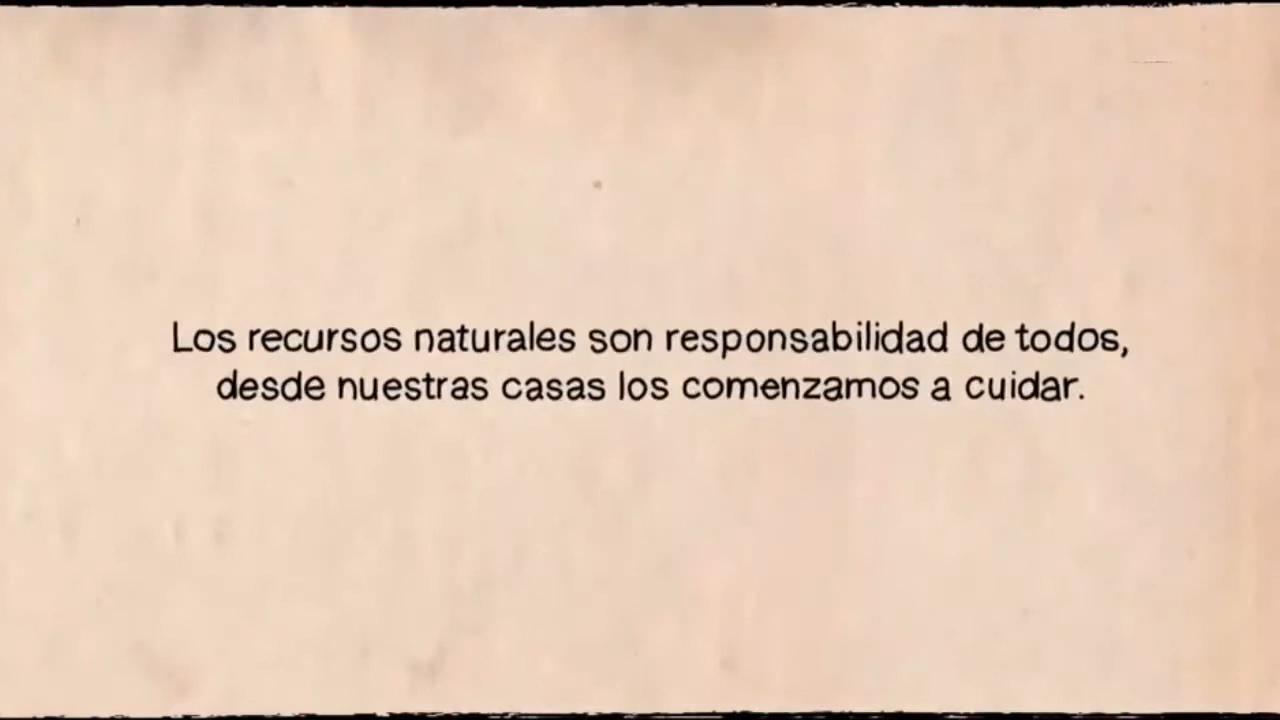 Los recursos naturales son responsabilidad de todos,
desde nuestras casas los comenzamos a cuidar.